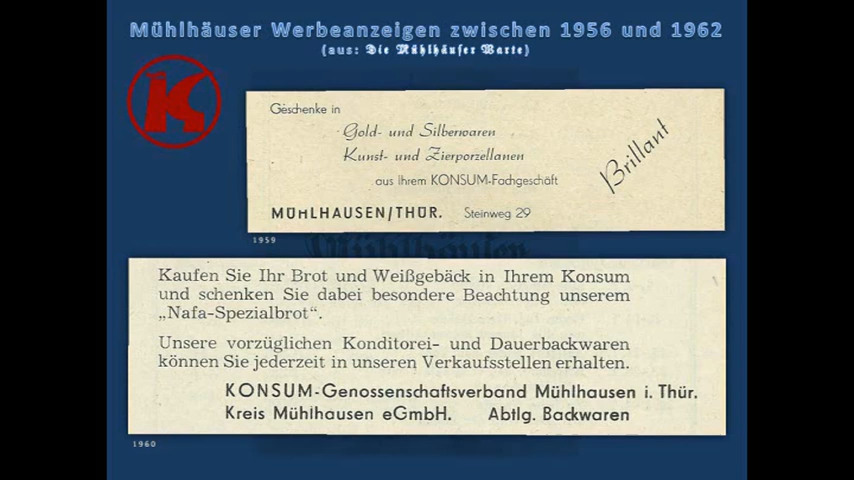 Mühlhäuser Werbeanzeigen zwischen 1956 und 1962
(aus: Die Mühlhäuser Warte)
K
Geschenke in
Gold- und Silberwaren
Kunst- und Zierporzellanen
aus Ihrem KONSUM-Fachgeschäft
Brillant
MÜHLHAUSEN/THÜR. Steinweg 29
1959
Mühlhausen
Kaufen Sie Ihr Brot und Weißgebäck in Ihrem Konsum
und schenken Sie dabei besondere Beachtung unserem
„Nafa-Spezialbrot“.
Unsere vorzüglichen Konditorei- und Dauerbackwaren
können Sie jederzeit in unseren Verkaufsstellen erhalten.
KONSUM-Genossenschaftsverband Mühlhausen i. Thür.
Kreis Mühlhausen eGmbH. Abtlg. Backwaren
1960